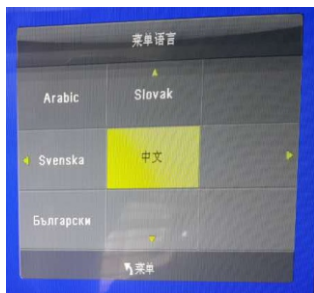 菜单语言
Arabic
Slovak
Svenska
中文
Български
菜单